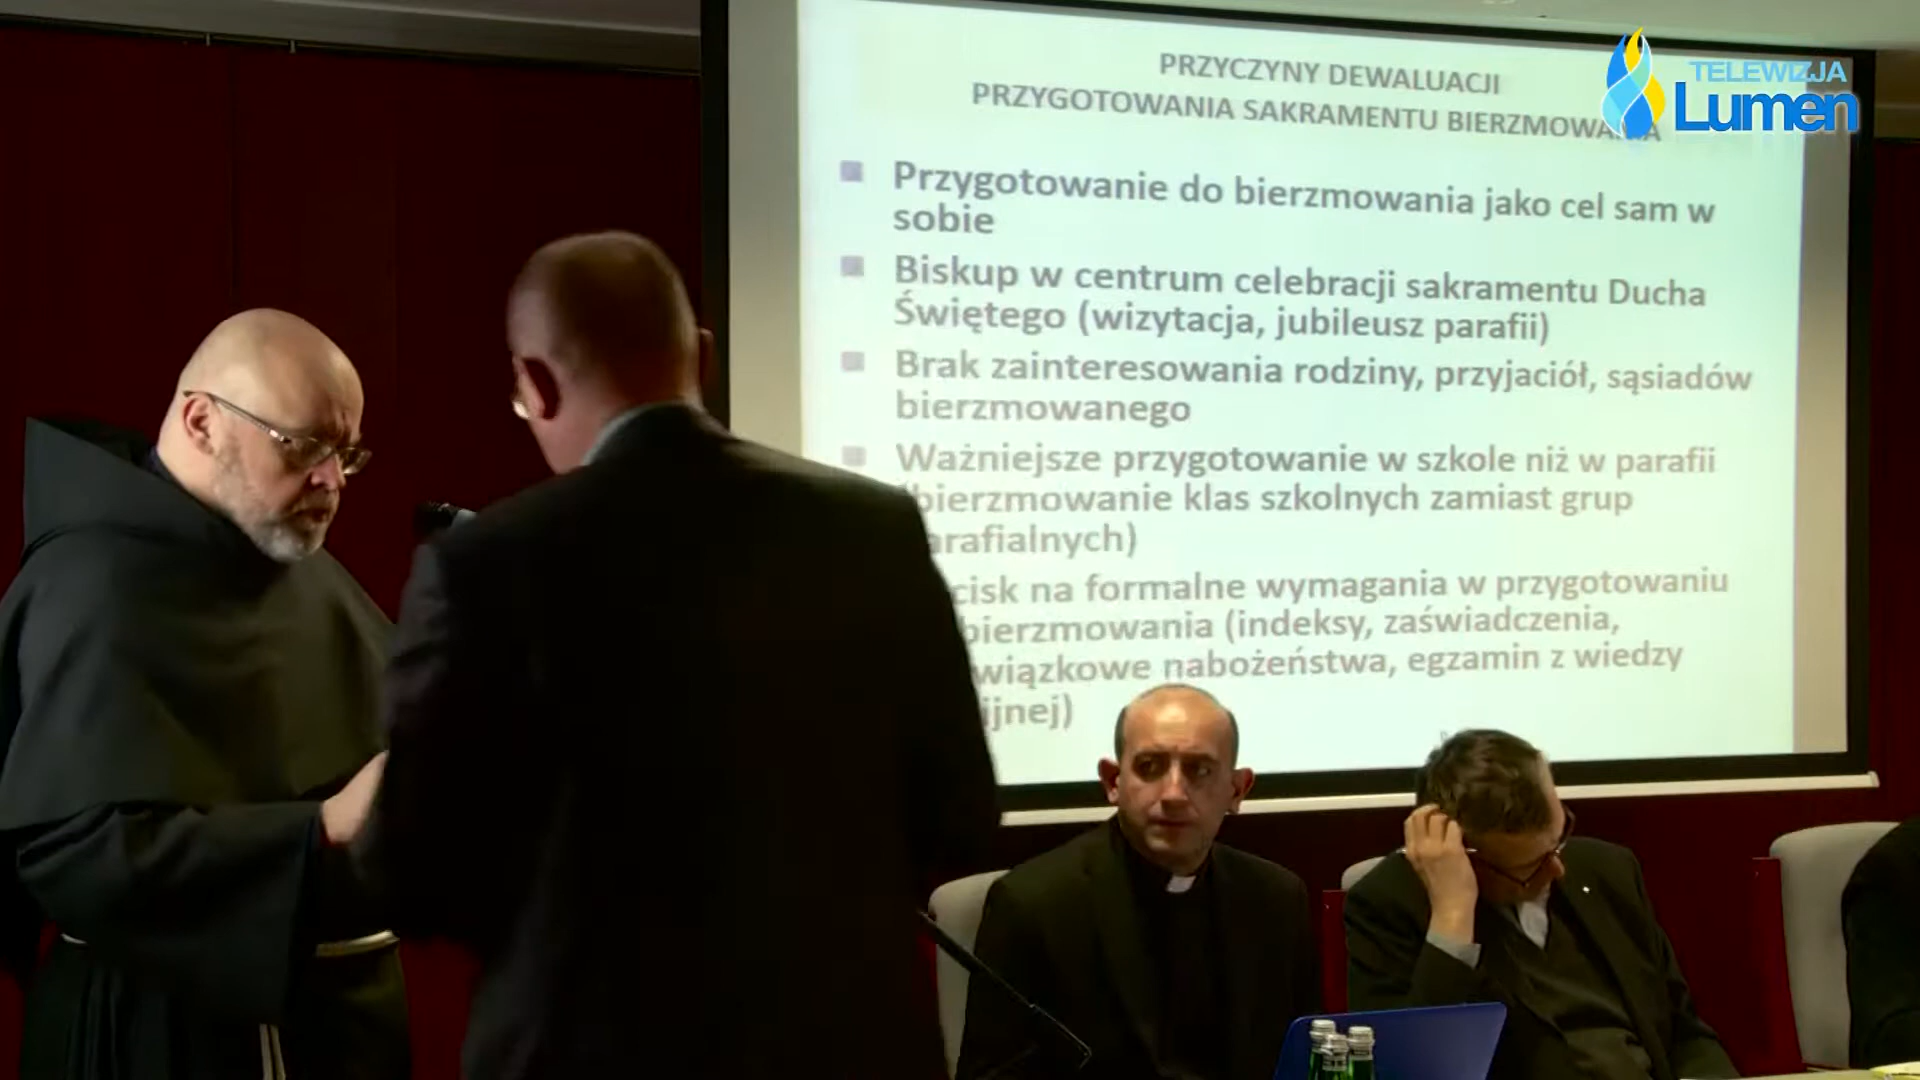 PRZYCZYNY DEWALUACJI
PRZYGOTOWANIA SAKRAMENTU BIERZMOWANIA
TELEWIZJA
Lumen
Przygotowanie do bierzmowania jako cel sam w
sobie
Biskup w centrum celebracji sakramentu Ducha
Świętego (wizytacja, jubileusz parafii)
Brak zainteresowania rodziny, przyjaciół, sąsiadów
bierzmowanego
Ważniejsze przygotowanie w szkole niż w parafii
bierzmowanie klas szkolnych zamiast grup
arafialnych)
cisk na formalne wymagania w przygotowaniu
bierzmowania (indeksy, zaświadczenia,
wiązkowe nabożeństwa, egzamin z wiedzy
ijnej)